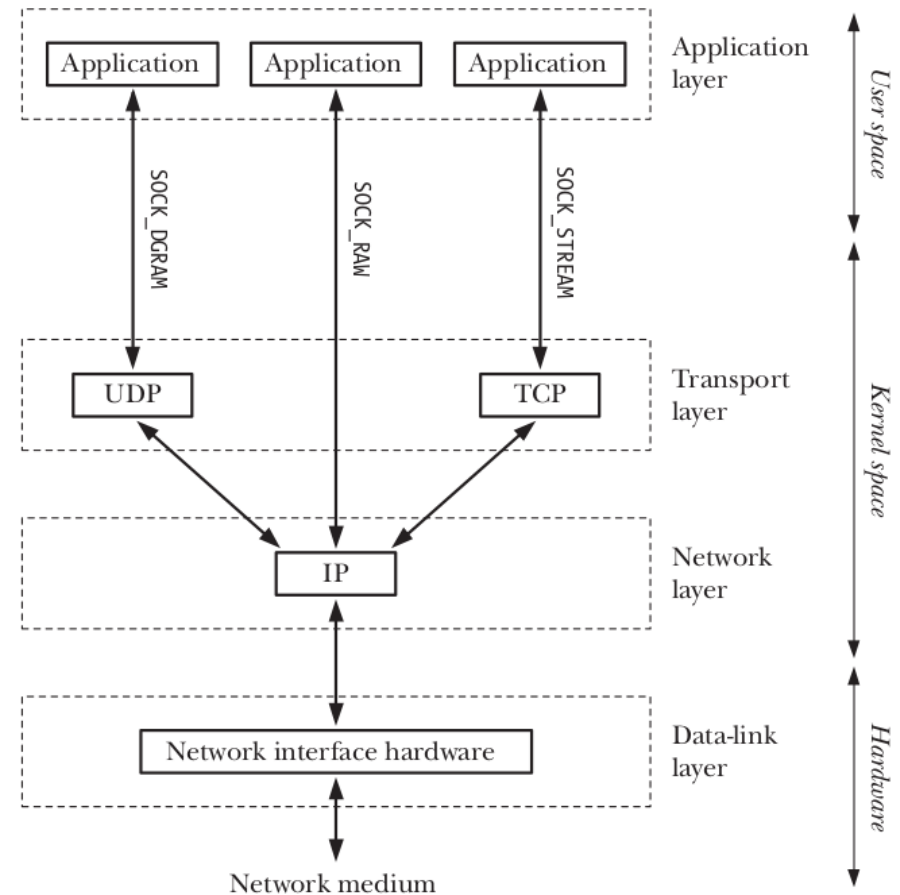 Application
Application
Application
Application
layer
User space
SOCK_DGRAM
SOCK_RAW
SOCK_STREAM
UDP
TCP
Transport
layer
Kernel space
IP
Network
layer
Network interface hardware
Data-link
layer
Hardware
Network medium